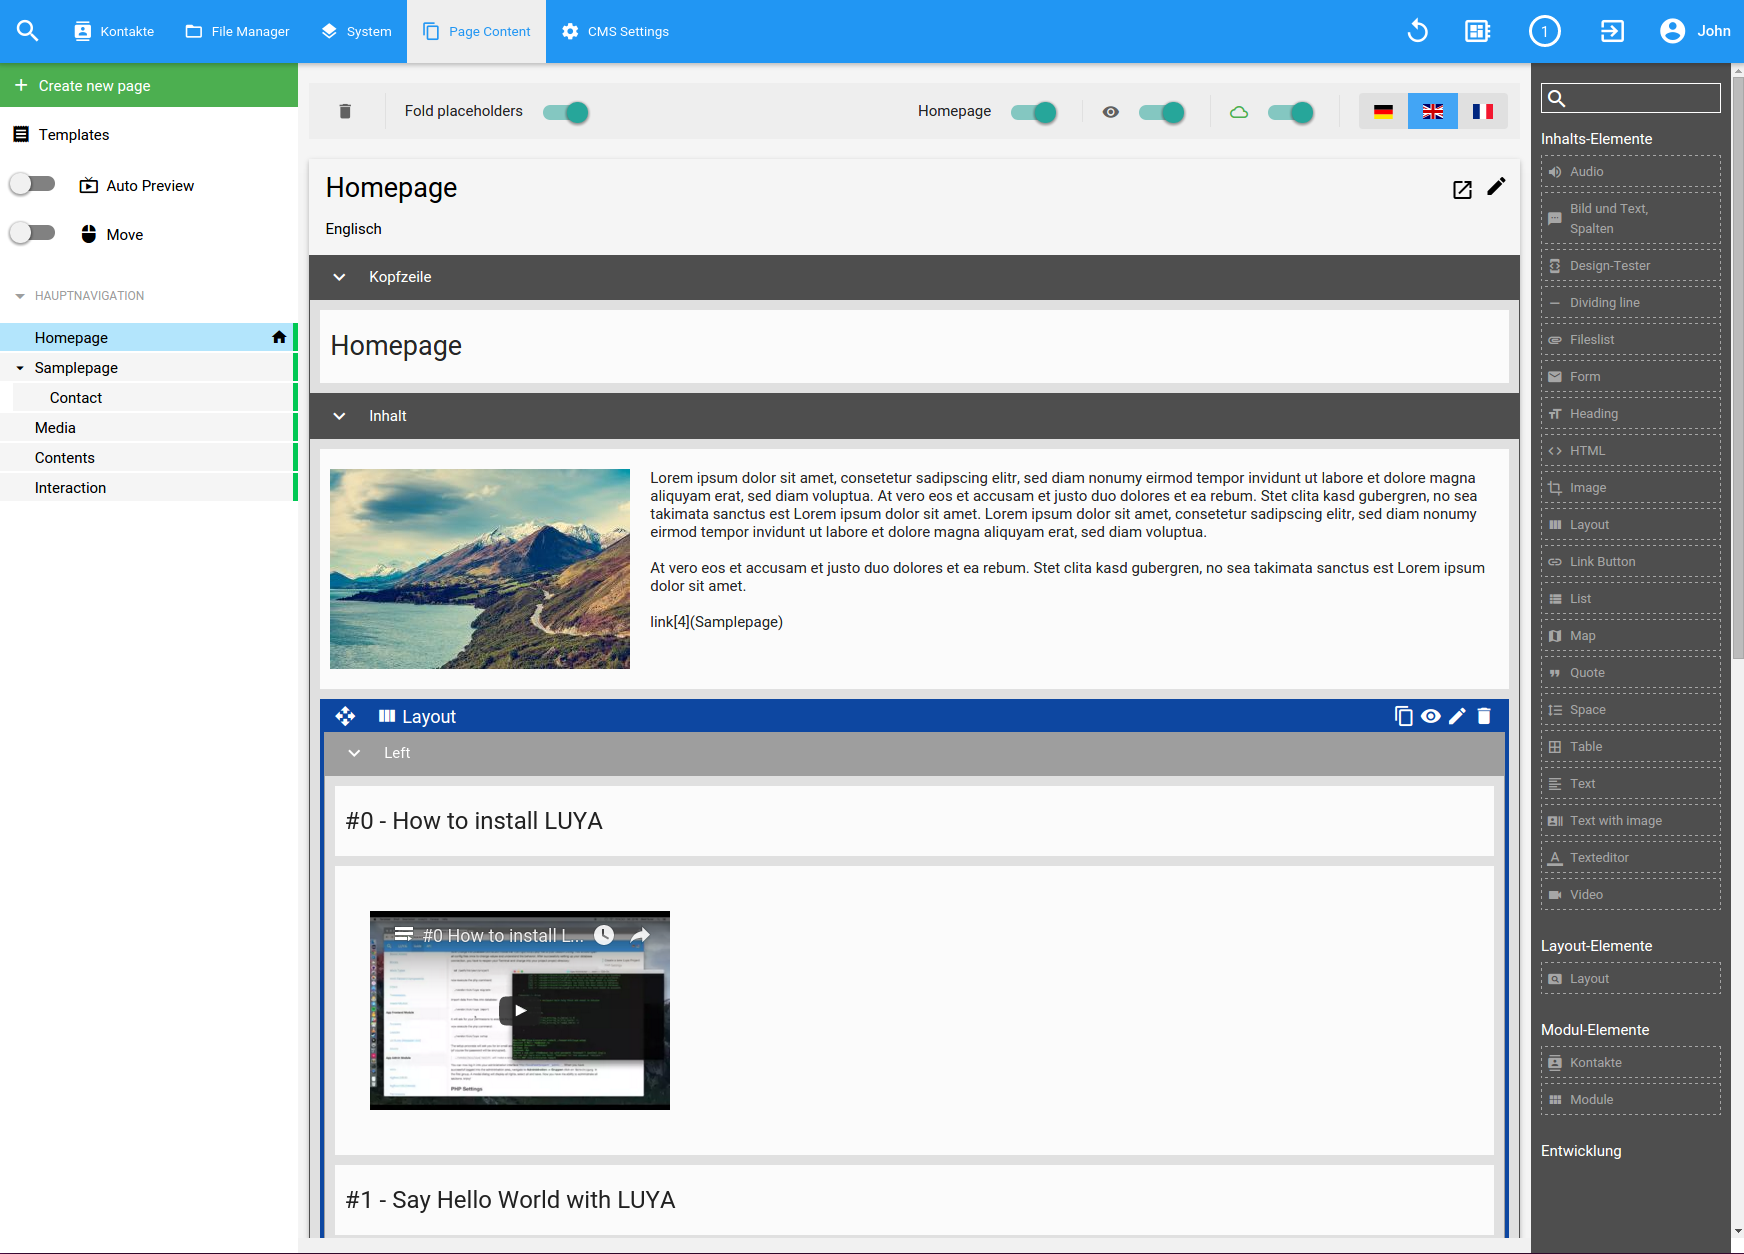 Kontakte
File Manager
System
Page Content
CMS Settings
1
John
Create new page
Templates
Auto Preview
Move
HAUPTNAVIGATION
Homepage
Samplepage
Contact
Media
Contents
Interaction
Fold placeholders
Homepage
Homepage
Englisch
Kopfzeile
Homepage
Inhalt
Lorem ipsum dolor sit amet, consetetur sadipscing elitr, sed diam nonumy eirmod tempor invidunt ut labore et dolore magna
aliquyam erat, sed diam voluptua. At vero eos et accusam et justo duo dolores et ea rebum. Stet clita kasd gubergren, no sea
takimata sanctus est Lorem ipsum dolor sit amet. Lorem ipsum dolor sit amet, consetetur sadipscing elitr, sed diam nonumy
eirmod tempor invidunt ut labore et dolore magna aliquyam erat, sed diam voluptua.
At vero eos et accusam et justo duo dolores et ea rebum. Stet clita kasd gubergren, no sea takimata sanctus est Lorem ipsum
dolor sit amet.
link[4](Samplepage)
Layout
Left
#0 - How to install LUYA
#0 How to install L...
PHP Settings
#1 - Say Hello World with LUYA
Inhalts-Elemente
Audio
Bild und Text,
Spalten
Design-Tester
Dividing line
Fileslist
Form
Heading
HTML
Image
Layout
Link Button
List
Map
Quote
Space
Table
Text
Text with image
Texteditor
Video
Layout-Elemente
Layout
Modul-Elemente
Kontakte
Module
Entwicklung